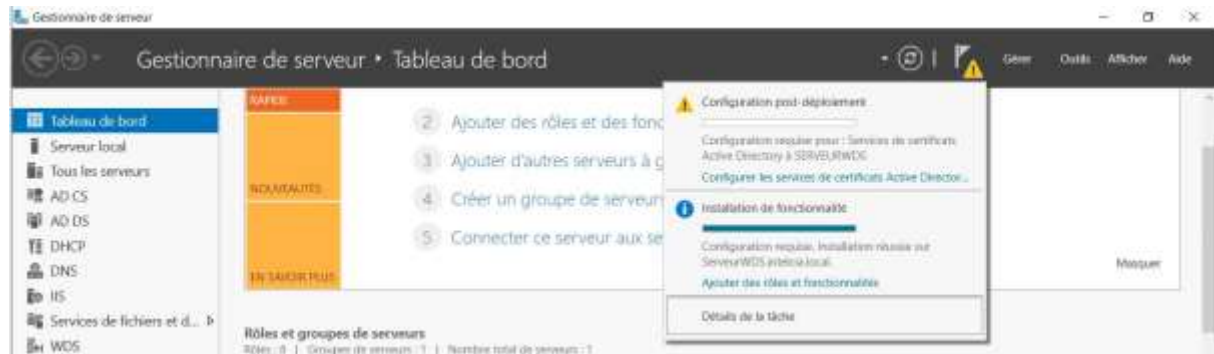 Gestionnaire de serveur
Gestionnaire de serveur • Tableau de bord
Gérer Outils Afficher Aide
Tableau de bord
Serveur local
Tous les serveurs
AD CS
AD DS
DHCP
DNS
IIS
Services de fichiers et d...
WDS
RAPIDE
NOUVEAUTÉS
EN SAVOIR PLUS
2 Ajouter des rôles et des fonc
3 Ajouter d'autres serveurs à g
4 Créer un groupe de serveur
5 Connecter ce serveur aux se
Masquer
Configuration post-déploiement
Configuration requise pour : Services de certificats
Active Directory à SERVEURWDS
Configurer les services de certificats Active Director...
Installation de fonctionnalité
Configuration requise. Installation réussie sur
Ajouter des rôles et fonctionnalités
Détails de la tâche
Rôles et groupes de serveurs
Rôles : 8 | Groupes de serveurs : 1 | Nombre total de serveurs : 1